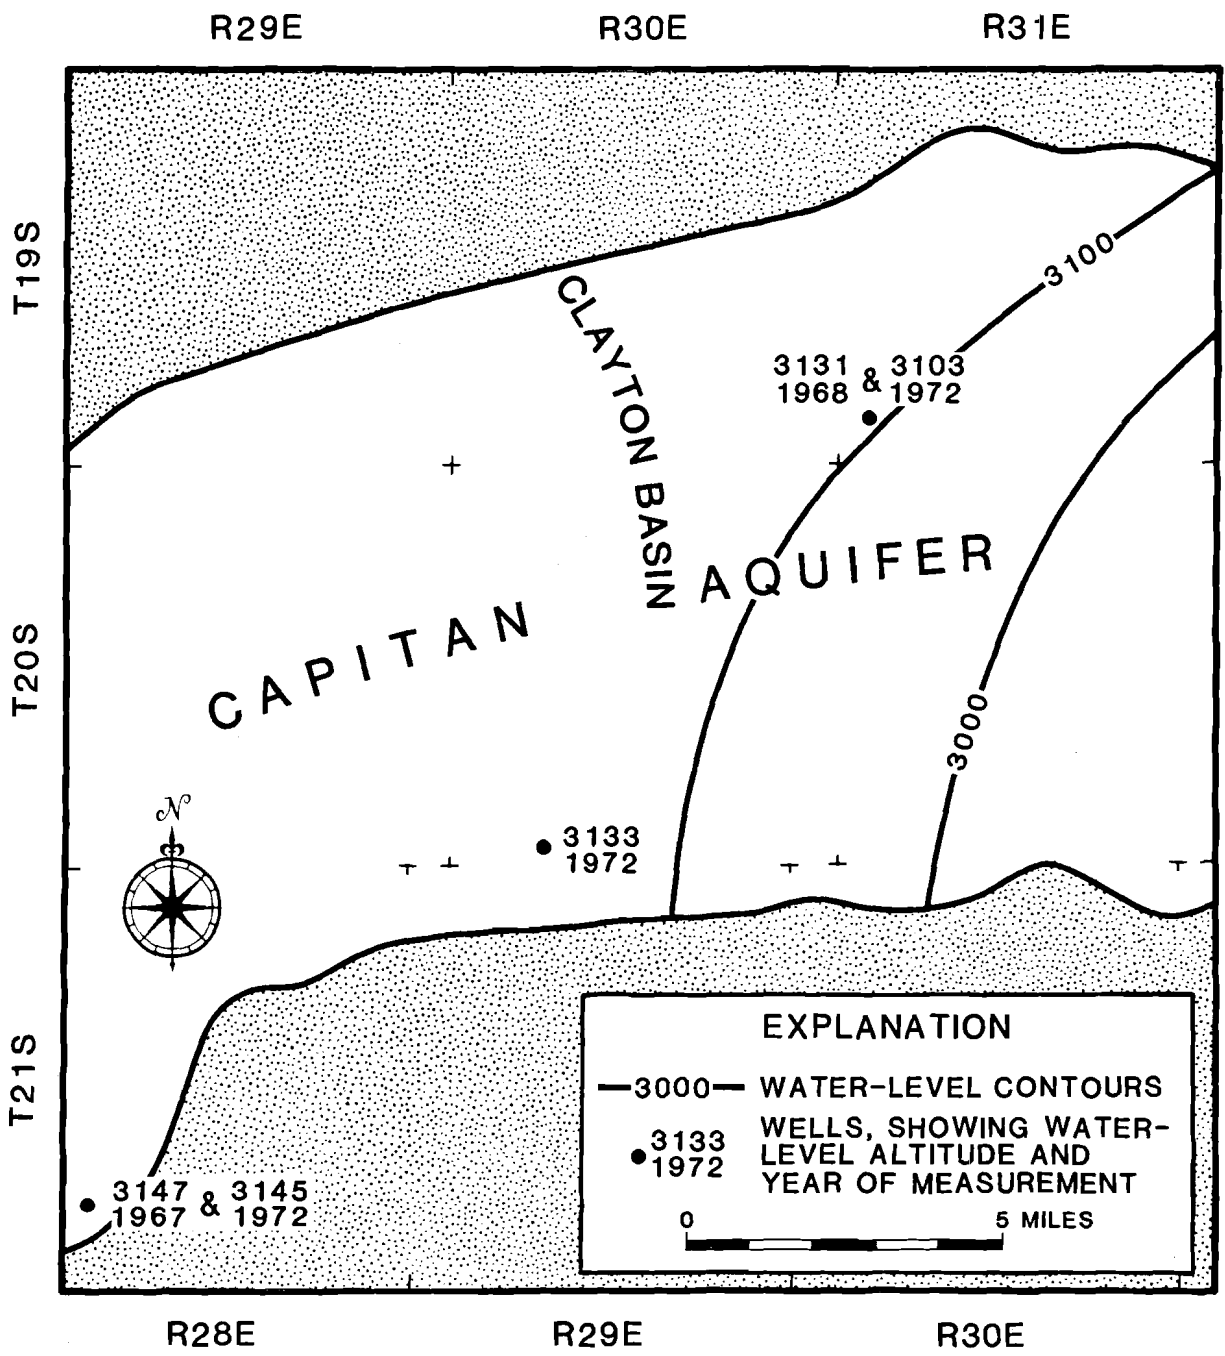 R29E R30E R31E
T19S
3100
CLAYTON BASIN
3131 & 3103
1968 1972
AQUIFER
CAPITAN
T20S
3000
N
3133
1972
T21S
3147 & 3145
1967 1972
EXPLANATION
3000 WATER-LEVEL CONTOURS
3133
1972
WELLS, SHOWING WATER-
LEVEL ALTITUDE AND
YEAR OF MEASUREMENT
0 5 MILES
R28E R29E R30E